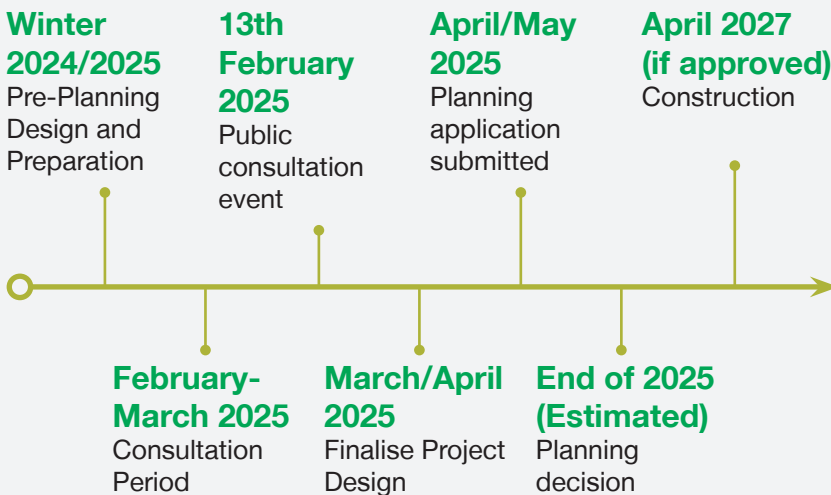 Winter
2024/2025
Pre-Planning
Design and
Preparation
February-
March 2025
Consultation
Period
13th
February
2025
Public
consultation
event
March/April
2025
Finalise Project
Design
April/May
2025
Planning
application
submitted
End of 2025
(Estimated)
Planning
decision
April 2027
(if approved)
Construction